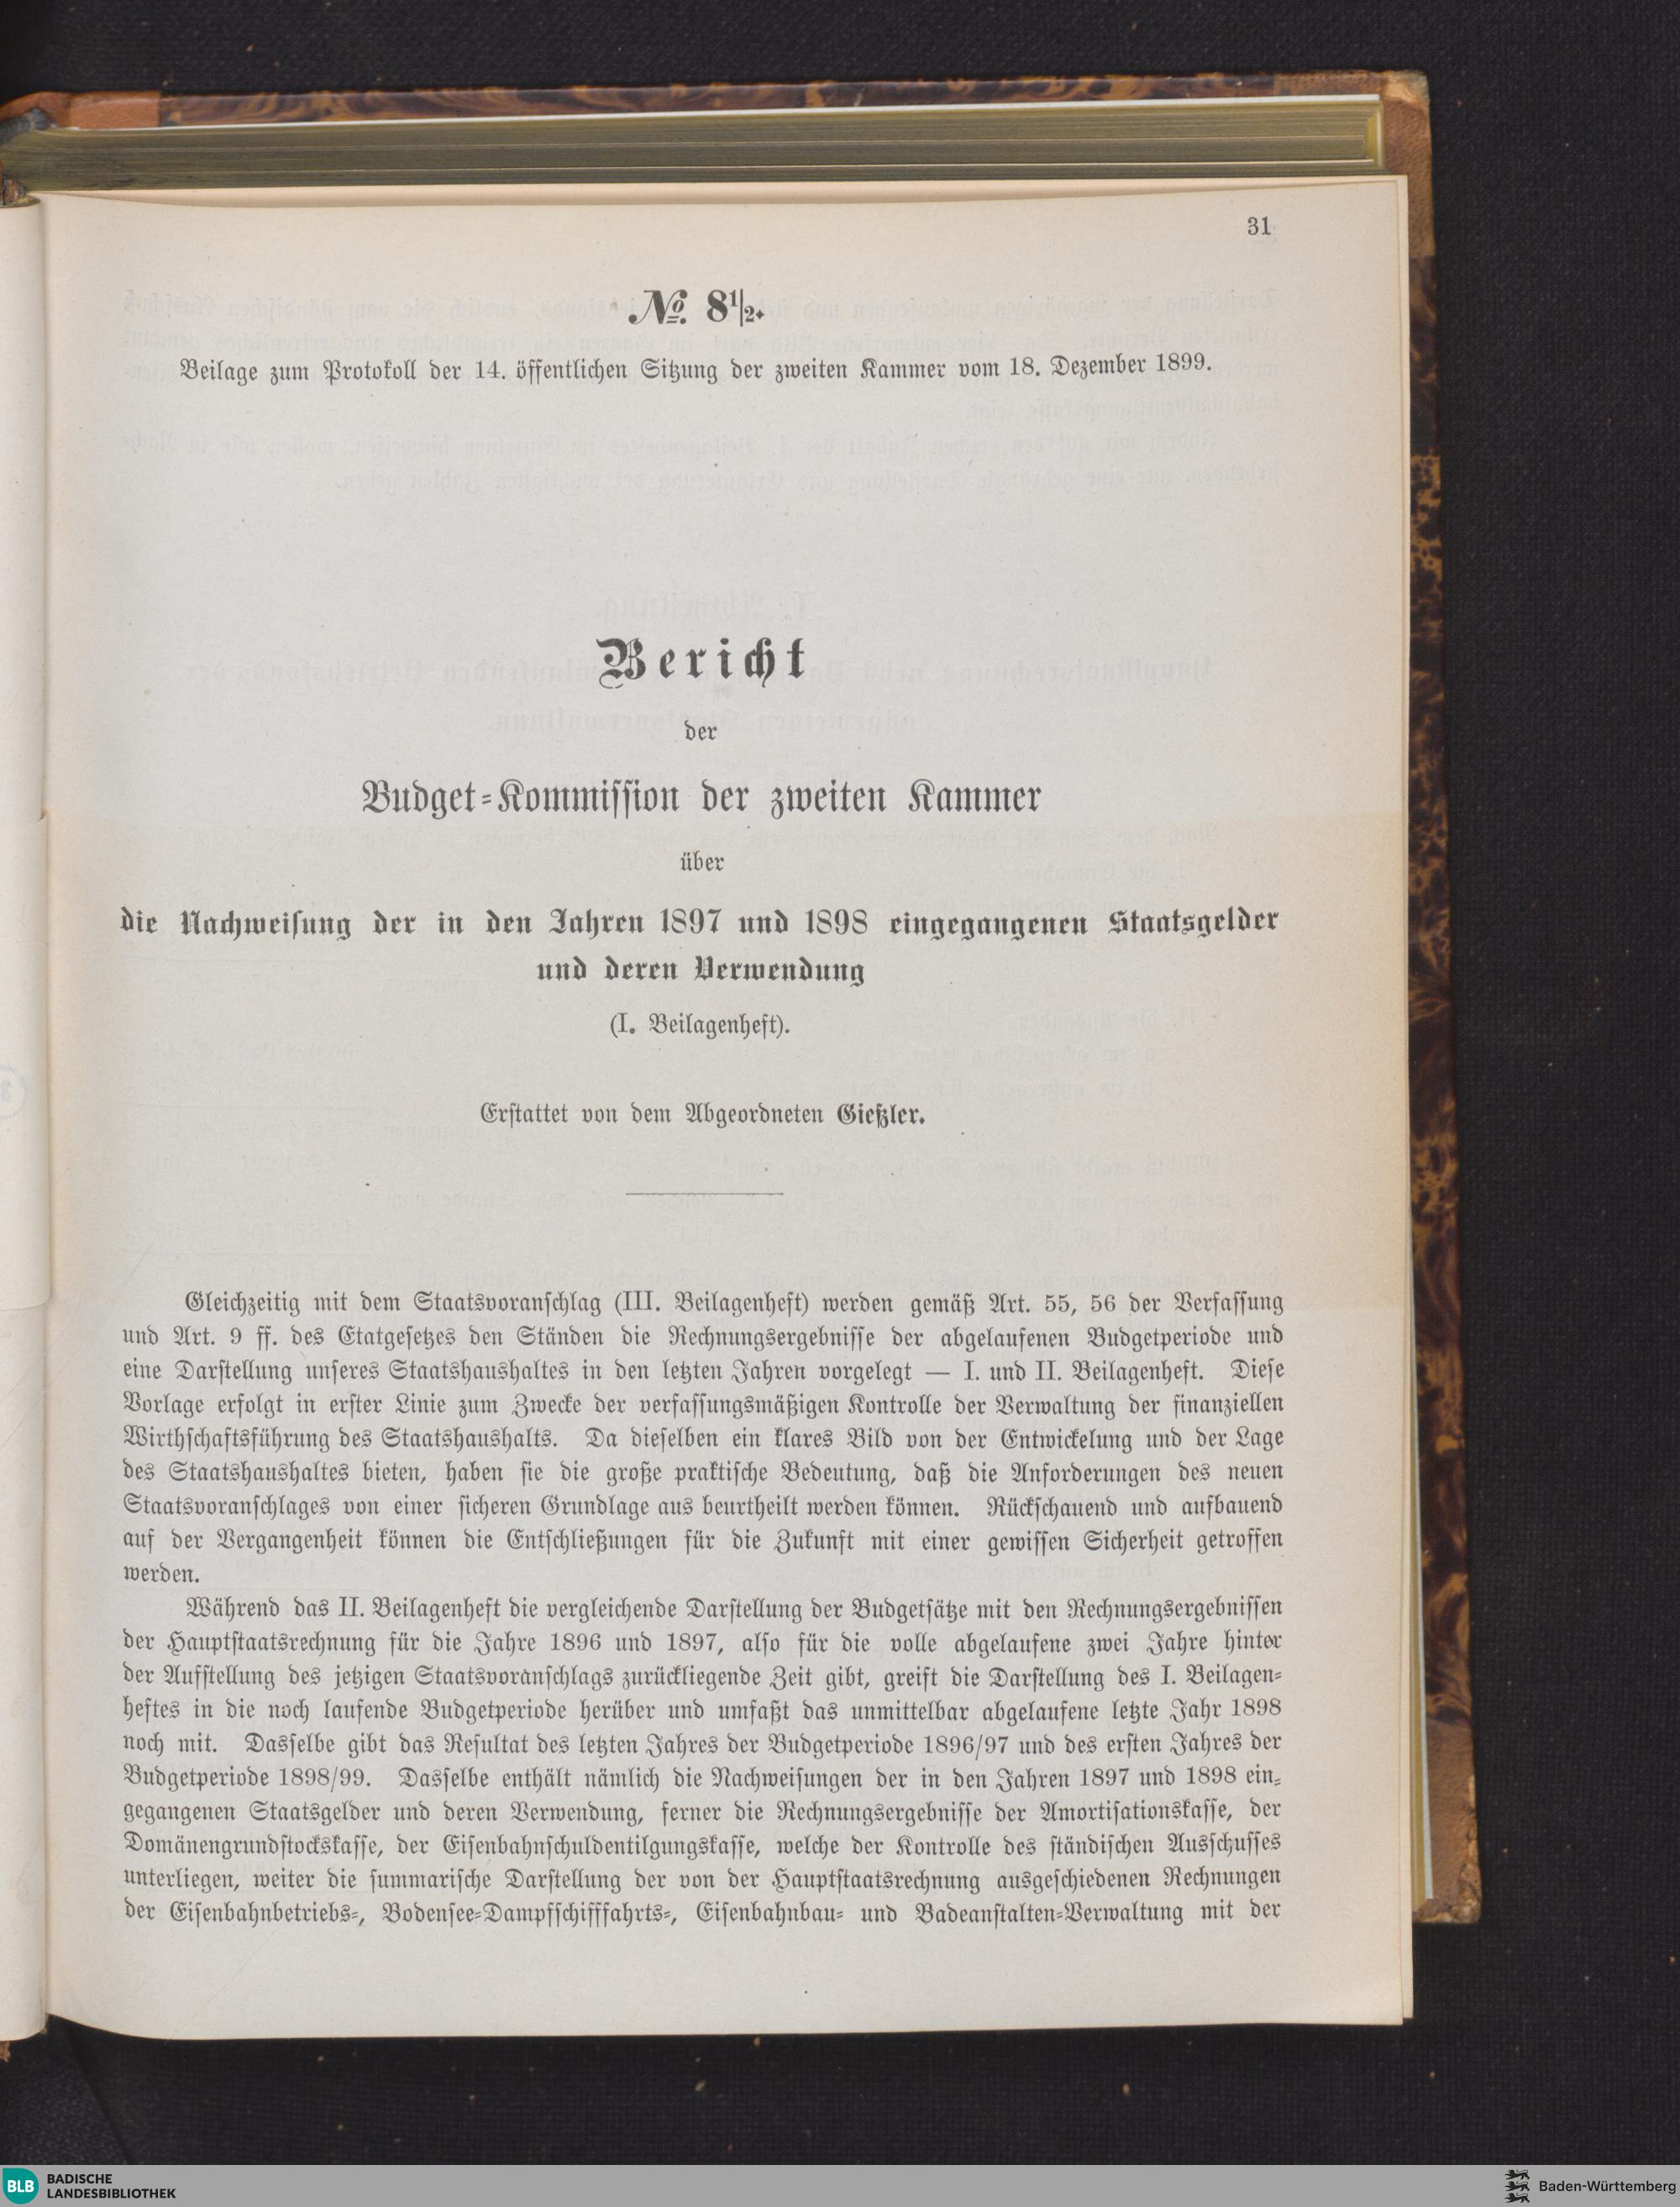 31
No. 8 1/2.
Beilage zum Protokoll der 14. öffentlichen Sitzung der zweiten Kammer vom 18. Dezember 1899.
Bericht
der
Budget-Kommission der zweiten Kammer
über
die Nachweisung der in den Jahren 1897 und 1898 eingegangenen Staatsgelder
und deren Verwendung
(I. Beilagenheft).
Erstattet von dem Abgeordneten Gießler.
Gleichzeitig mit dem Staatsvoranschlag (III. Beilagenheft) werden gemäß Art. 55, 56 der Verfassung
und Art. 9 ff. des Etatgesetzes den Ständen die Rechnungsergebnisse der abgelaufenen Budgetperiode und
eine Darstellung unseres Staatshaushaltes in den letzten Jahren vorgelegt — I. und II. Beilagenheft. Diese
Vorlage erfolgt in erster Linie zum Zwecke der verfassungsmäßigen Kontrolle der Verwaltung der finanziellen
Wirthschaftsführung des Staatshaushalts. Da dieselben ein klares Bild von der Entwickelung und der Lage
des Staatshaushaltes bieten, haben sie die große praktische Bedeutung, daß die Anforderungen des neuen
Staatsvoranschlages von einer sicheren Grundlage aus beurtheilt werden können. Rückschauend und aufbauend
auf der Vergangenheit können die Entschließungen für die Zukunft mit einer gewissen Sicherheit getroffen
werden.
Während das II. Beilagenheft die vergleichende Darstellung der Budgetsätze mit den Rechnungsergebnissen
der Hauptstaatsrechnung für die Jahre 1896 und 1897, also für die volle abgelaufene zwei Jahre hinter
der Aufstellung des jetzigen Staatsvoranschlags zurückliegende Zeit gibt, greift die Darstellung des I. Beilagen-
heftes in die noch laufende Budgetperiode herüber und umfaßt das unmittelbar abgelaufene letzte Jahr 1898
noch mit. Dasselbe gibt das Resultat des letzten Jahres der Budgetperiode 1896/97 und des ersten Jahres der
Budgetperiode 1898/99. Dasselbe enthält nämlich die Nachweisungen der in den Jahren 1897 und 1898 ein-
gegangenen Staatsgelder und deren Verwendung, ferner die Rechnungsergebnisse der Amortisationskasse, der
Domänengrundstockskasse, der Eisenbahnschuldentilgungskasse, welche der Kontrolle des ständischen Ausschusses
unterliegen, weiter die summarische Darstellung der von der Hauptstaatsrechnung ausgeschiedenen Rechnungen
der Eisenbahnbetriebs-, Bodensee-Dampfschifffahrts-, Eisenbahnbau- und Badeanstalten-Verwaltung mit der
BLB BADISCHE
LANDESBIBLIOTHEK
Baden-Württemberg